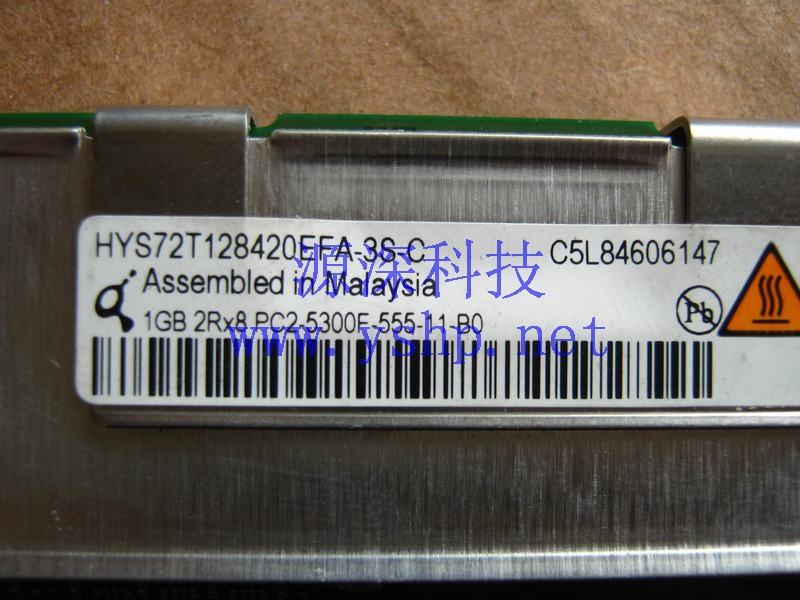 HYS72T128420EFA-3S-C C5L84606147
源深科技
Assembled in Malaysia
1GB 2Rx8 PC2-5300F-555-11-B0
Pb
www.yshp.net